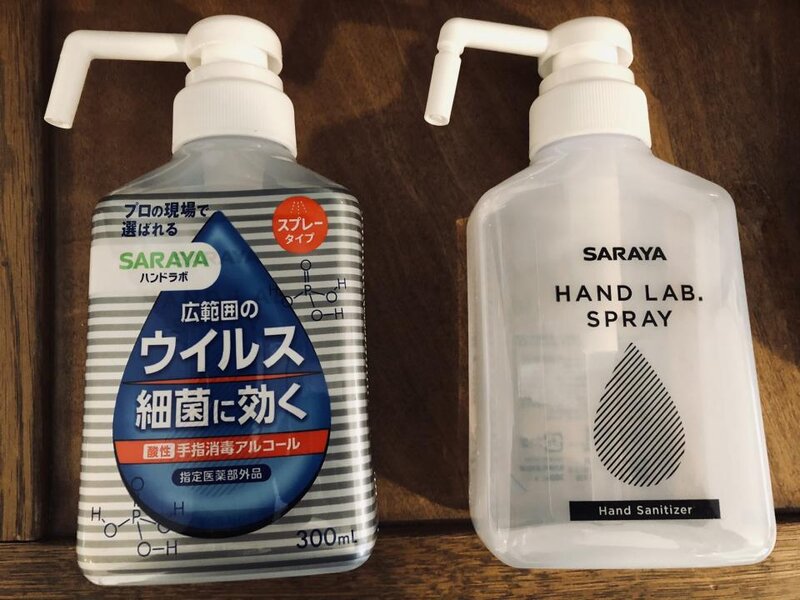 プロの現場で
選ばれる
スプレー
タイプ
SARAYA
ハンドラボ
広範囲の
ウイルス
細菌に効く
酸性 手指消毒アルコール
指定医薬部外品
300mL
O
H O P O H
O H
H O P O H
O H
SARAYA
HAND LAB.
SPRAY
Hand Sanitizer